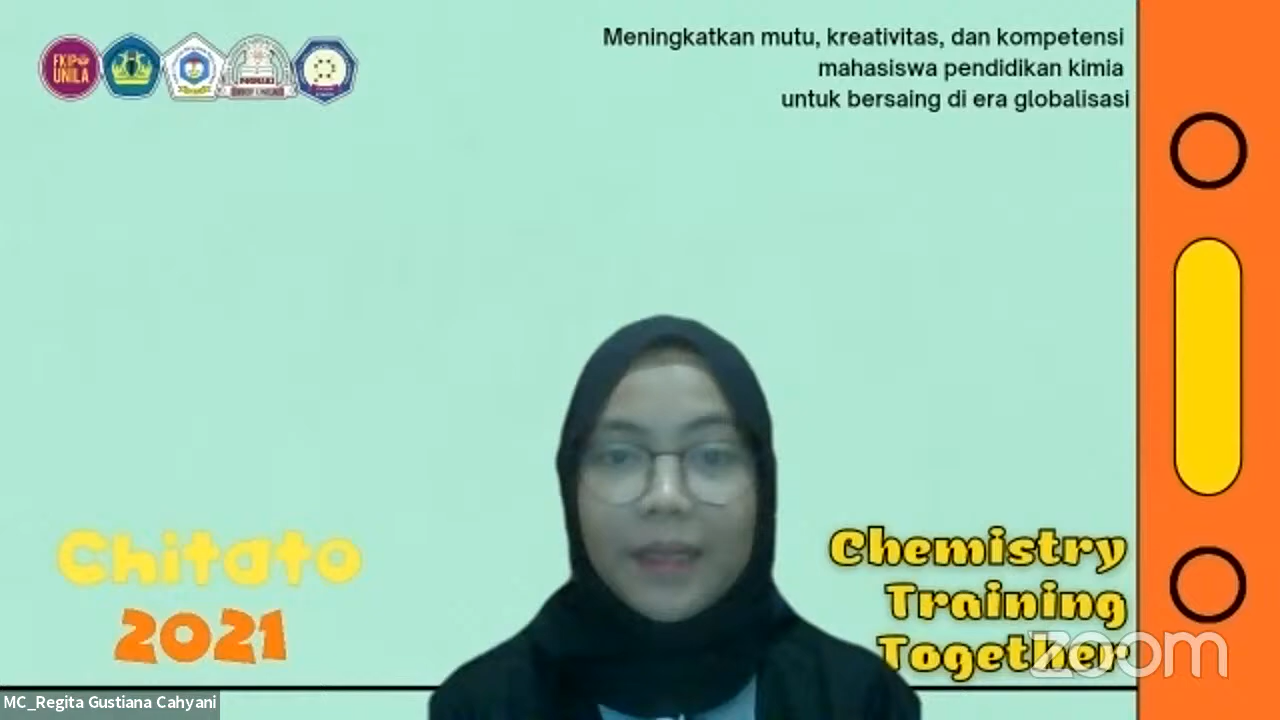 FKIP
UNILA
Meningkatkan mutu, kreativitas, dan kompetensi
mahasiswa pendidikan kimia
untuk bersaing di era globalisasi
Chitato
2021
Chemistry
Training
Together
zoom
MC_Regita Gustiana Cahyani